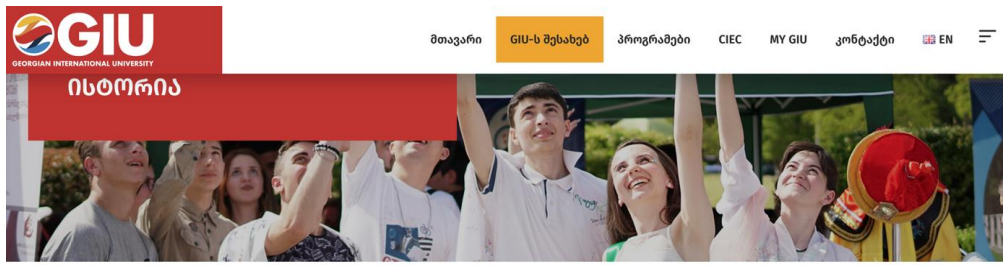 GIU
GEORGIAN INTERNATIONAL UNIVERSITY
მთავარი
GIU-ს შესახებ
პროგრამები
CIEC
MY GIU
კონტაქტი
EN
ისტორია